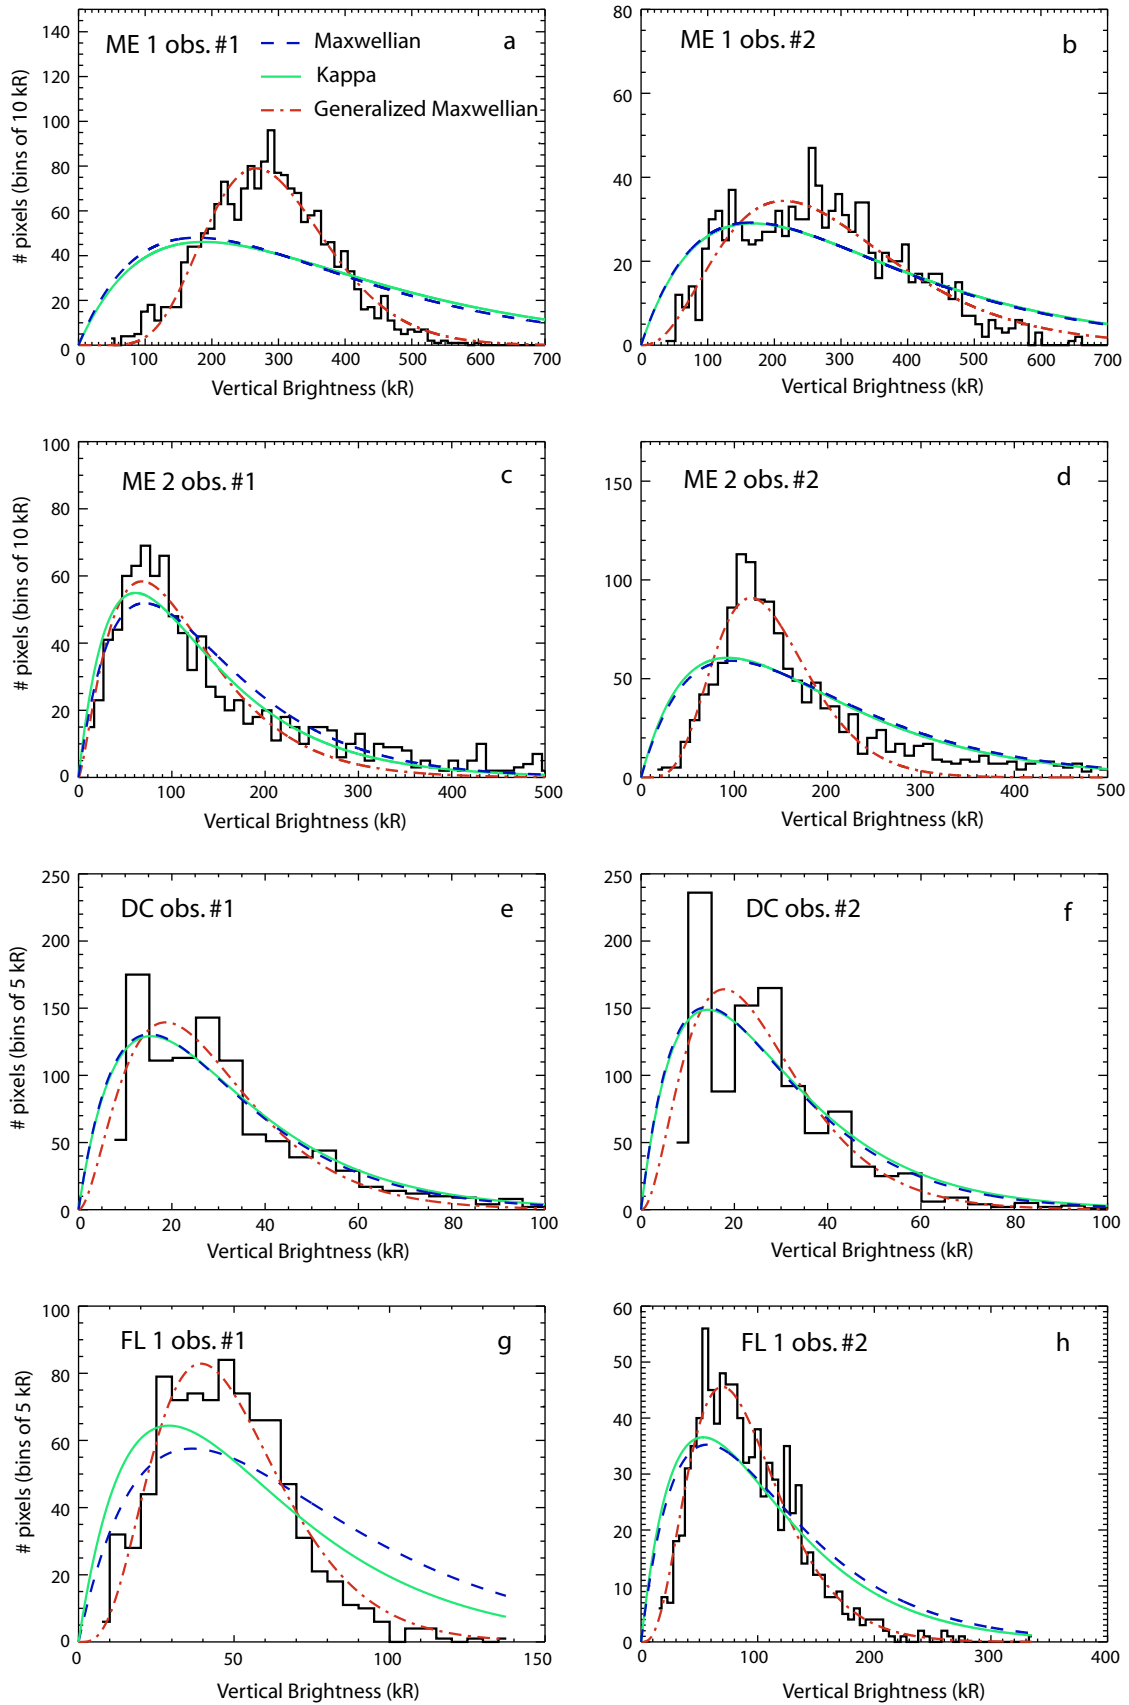 ME 1 obs. #1
a
Maxwellian
Kappa
Generalized Maxwellian
# pixels (bins of 10 kR)
140
120
100
80
60
40
20
0
0 100 200 300 400 500 600 700
Vertical Brightness (kR)
ME 1 obs. #2
b
80
60
40
20
0
0 100 200 300 400 500 600 700
Vertical Brightness (kR)
ME 2 obs. #1
c
# pixels (bins of 10 kR)
100
80
60
40
20
0
0 100 200 300 400 500
Vertical Brightness (kR)
ME 2 obs. #2
d
150
100
50
0
0 100 200 300 400 500
Vertical Brightness (kR)
DC obs. #1
e
# pixels (bins of 5 kR)
250
200
150
100
50
0
0 20 40 60 80 100
Vertical Brightness (kR)
DC obs. #2
f
250
200
150
100
50
0
0 20 40 60 80 100
Vertical Brightness (kR)
FL 1 obs. #1
g
# pixels (bins of 5 kR)
100
80
60
40
20
0
0 50 100 150
Vertical Brightness (kR)
FL 1 obs. #2
h
60
50
40
30
20
10
0
0 100 200 300 400
Vertical Brightness (kR)